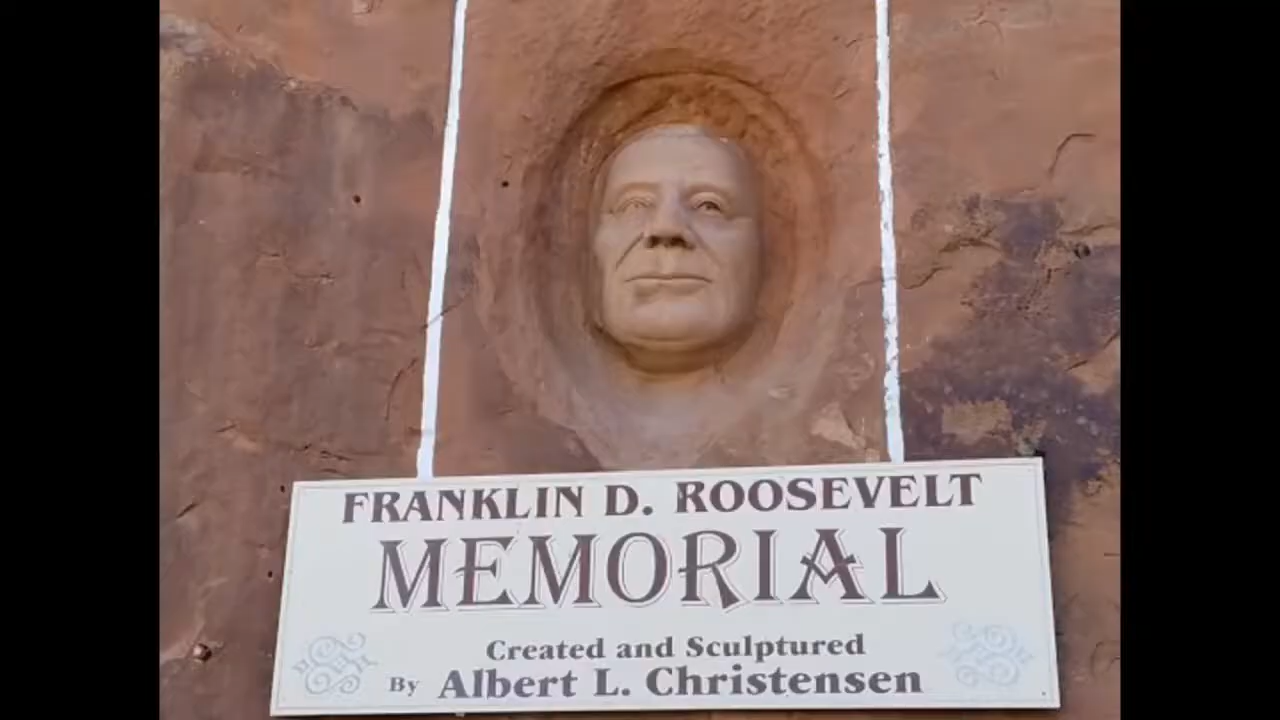 FRANKLIN D. ROOSEVELT
MEMORIAL
Created and Sculptured
By Albert L. Christensen